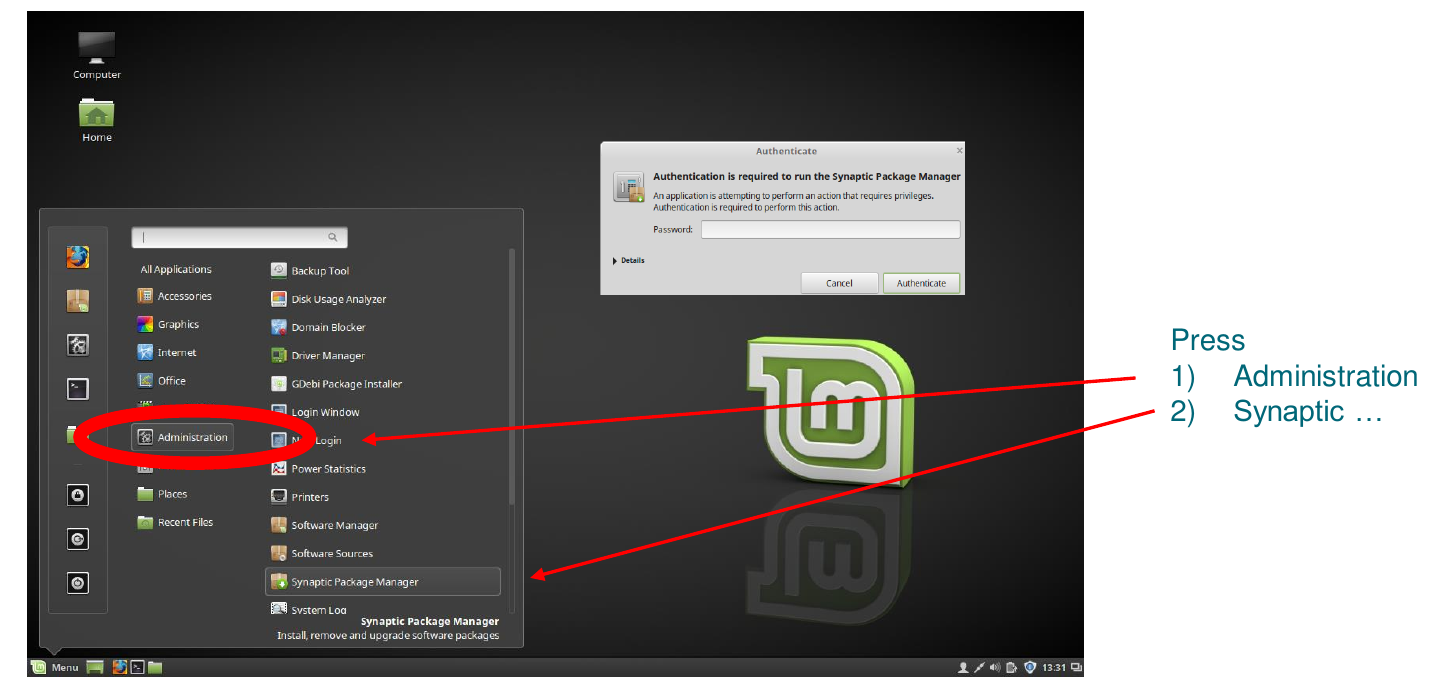 Computer
Home
Authenticate
Authentication is required to run the Synaptic Package Manager
An application is attempting to perform an action that requires privileges.
Authentication is required to perform this action.
Password:
Details
Cancel
Authenticate
All Applications
Accessories
Graphics
Internet
Office
Administration
Places
Recent Files
Backup Tool
Disk Usage Analyzer
Domain Blocker
Driver Manager
GDebi Package Installer
Login Window
Login
Power Statistics
Printers
Software Manager
Software Sources
Synaptic Package Manager
System Log
Synaptic Package Manager
Install, remove and upgrade software packages
Menu
13:31
Press
1) Administration
2) Synaptic …